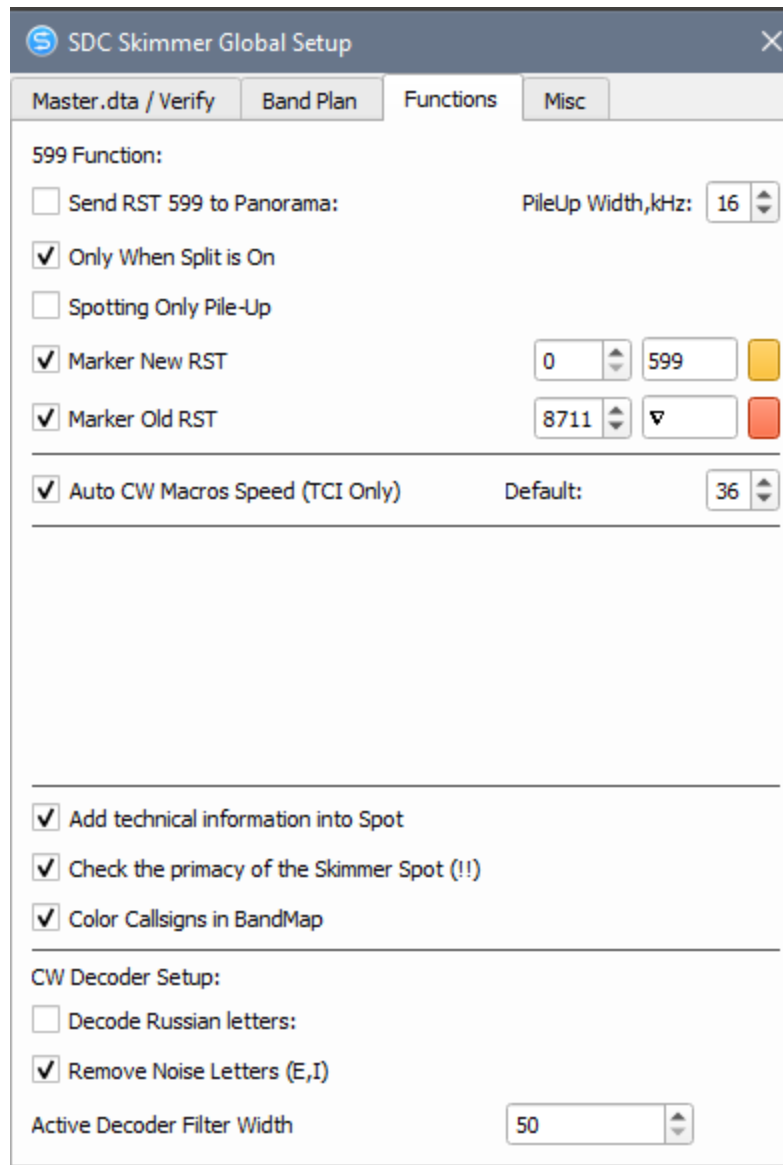 SDC Skimmer Global Setup
Master.dta / Verify Band Plan Functions Misc
599 Function:
Send RST 599 to Panorama: PileUp Width,kHz: 16
Only When Split is On
Spotting Only Pile-Up
Marker New RST 0 599
Marker Old RST 8711 ∇
Auto CW Macros Speed (TCI Only) Default: 36
Add technical information into Spot
Check the primacy of the Skimmer Spot (!!)
Color Callsigns in BandMap
CW Decoder Setup:
Decode Russian letters:
Remove Noise Letters (E,I)
Active Decoder Filter Width 50